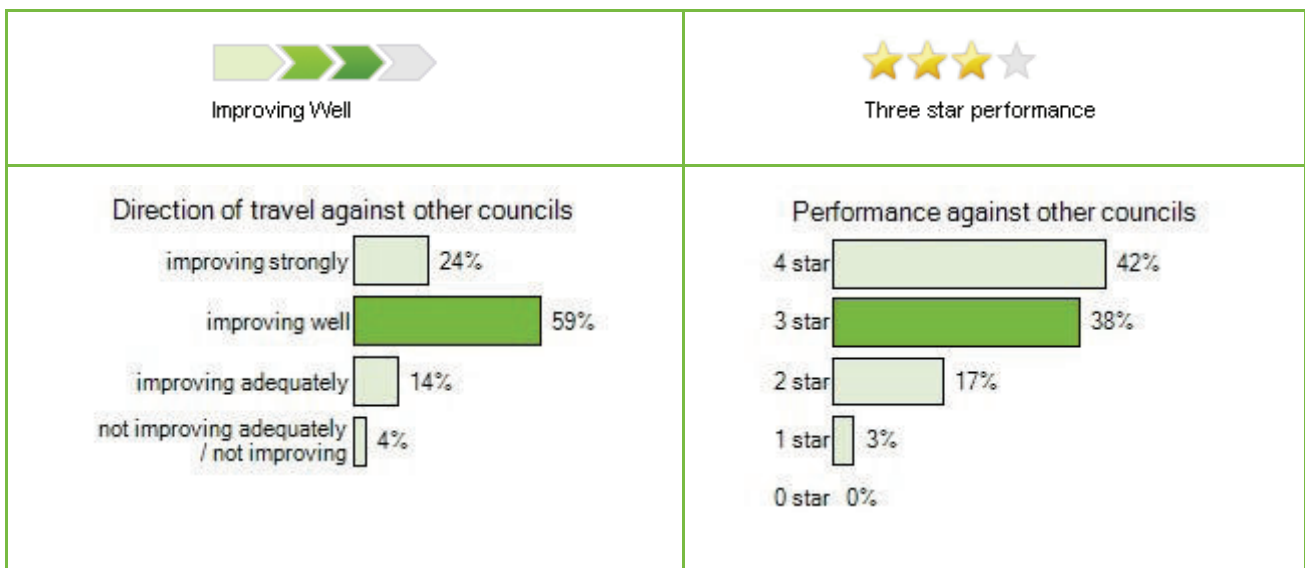 Improving Well
Three star performance
Direction of travel against other councils
improving strongly 24%
improving well 59%
improving adequately 14%
not improving adequately
/ not improving 4%
Performance against other councils
4 star 42%
3 star 38%
2 star 17%
1 star 3%
0 star 0%